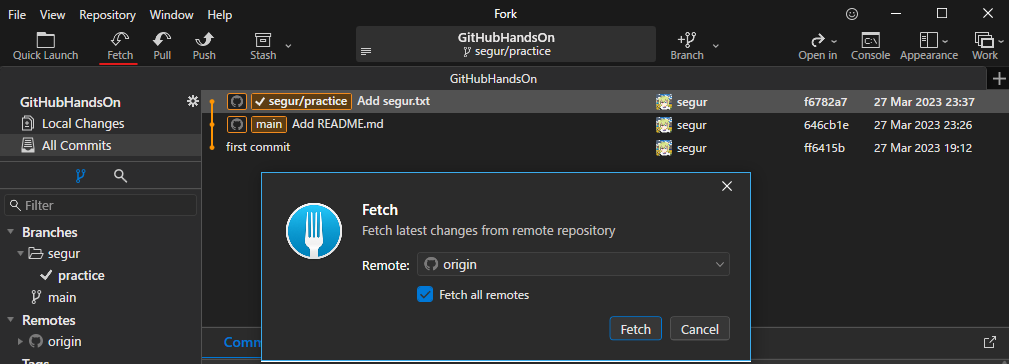 File View Repository Window Fork
Quick Launch Fetch Pull Push Stash GitHubHandsOn segur/practice Branch Open in Console Appearance Work
GitHubHandsOn
GitHubHandsOn
Local Changes
All Commits
segur/practice Add segur.txt segur f6782a7 27 Mar 2023 23:37
main Add README.md segur 646cb1e 27 Mar 2023 23:26
first commit segur ff6415b 27 Mar 2023 19:12
Filter
Branches
segur
practice
main
Remotes
origin
Tags
Fetch
Fetch latest changes from remote repository
Remote: origin
Fetch all remotes
Fetch Cancel